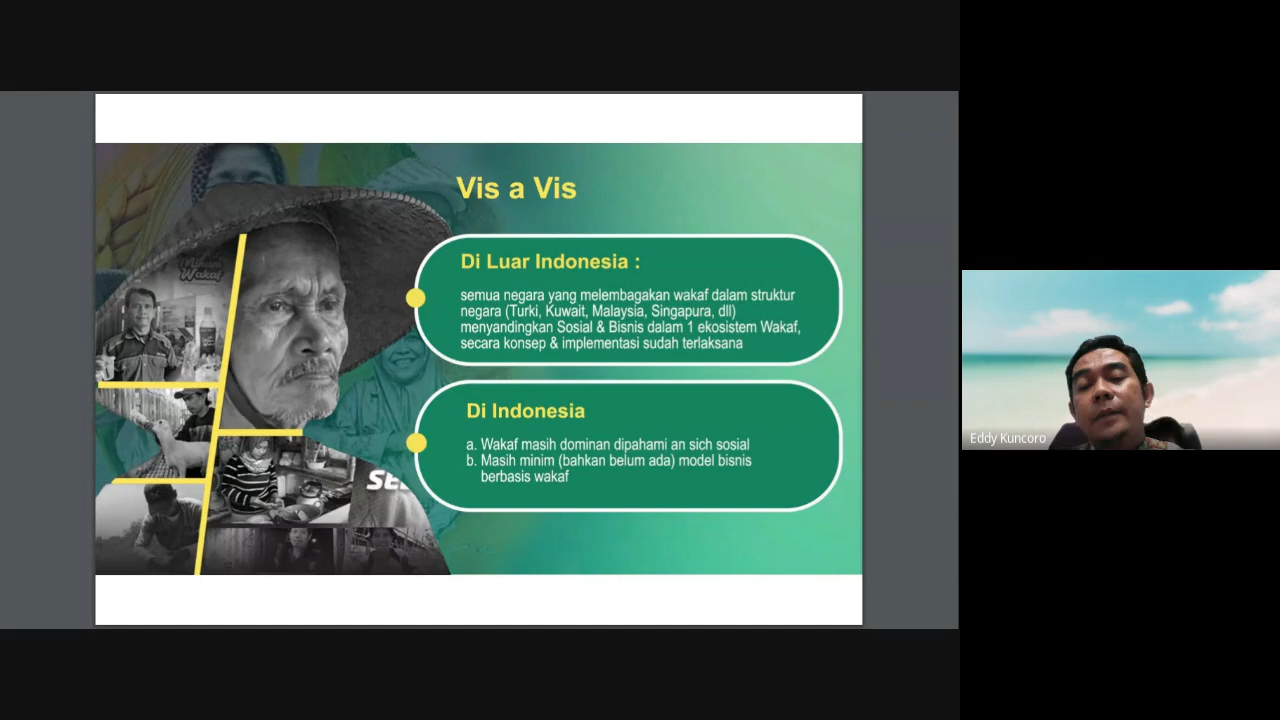 Vis a Vis
Di Luar Indonesia :
semua negara yang melembagakan wakaf dalam struktur
negara (Turki, Kuwait, Malaysia, Singapura, dll)
menyandingkan Sosial & Bisnis dalam 1 ekosistem Wakaf,
secara konsep & implementasi sudah terlaksana
Di Indonesia
a. Wakaf masih dominan dipahami an sich sosial
b. Masih minim (bahkan belum ada) model bisnis
berbasis wakaf
Wakaf
Eddy Kuncoro